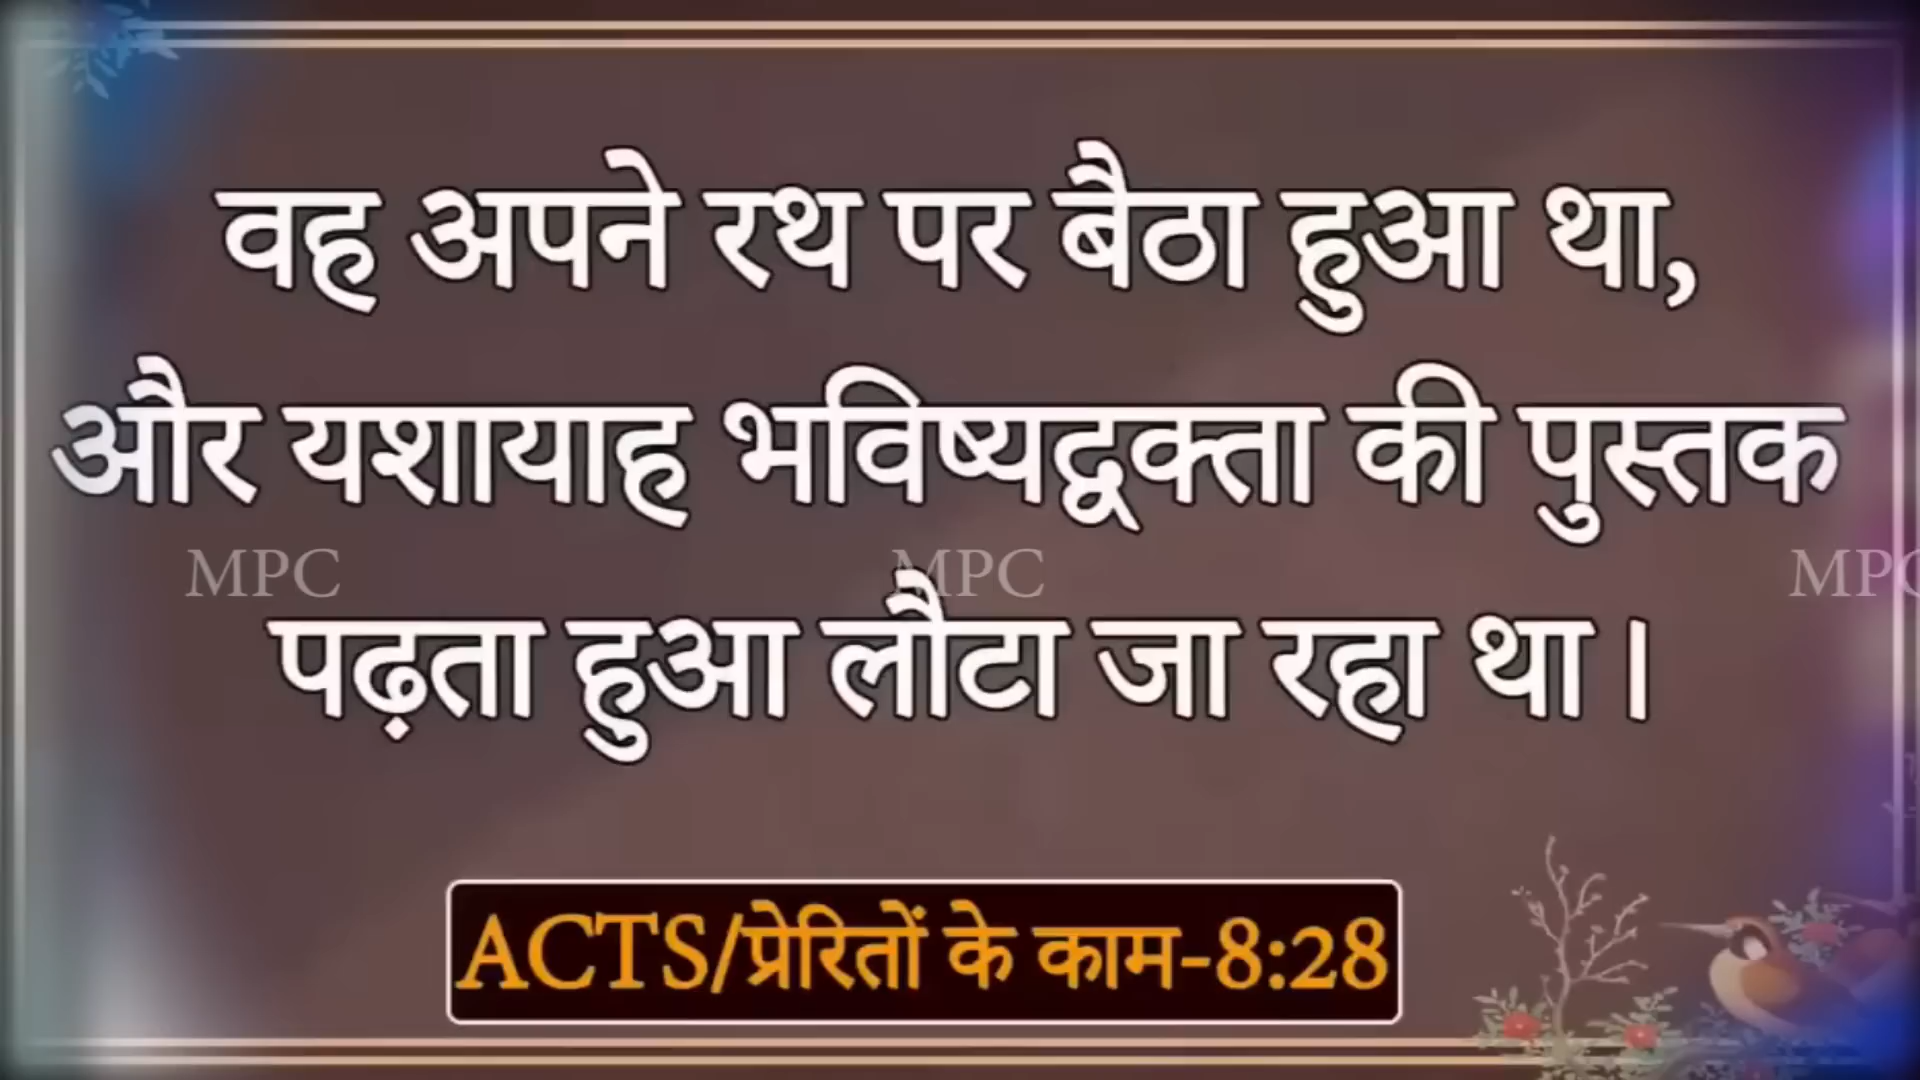 वह अपने रथ पर बैठा हुआ था,
और यशायाह भविष्यद्वक्ता की पुस्तक
MPC MPC MPC
पढ़ता हुआ लौटा जा रहा था।
ACTS/प्रेरितों के काम-8:28